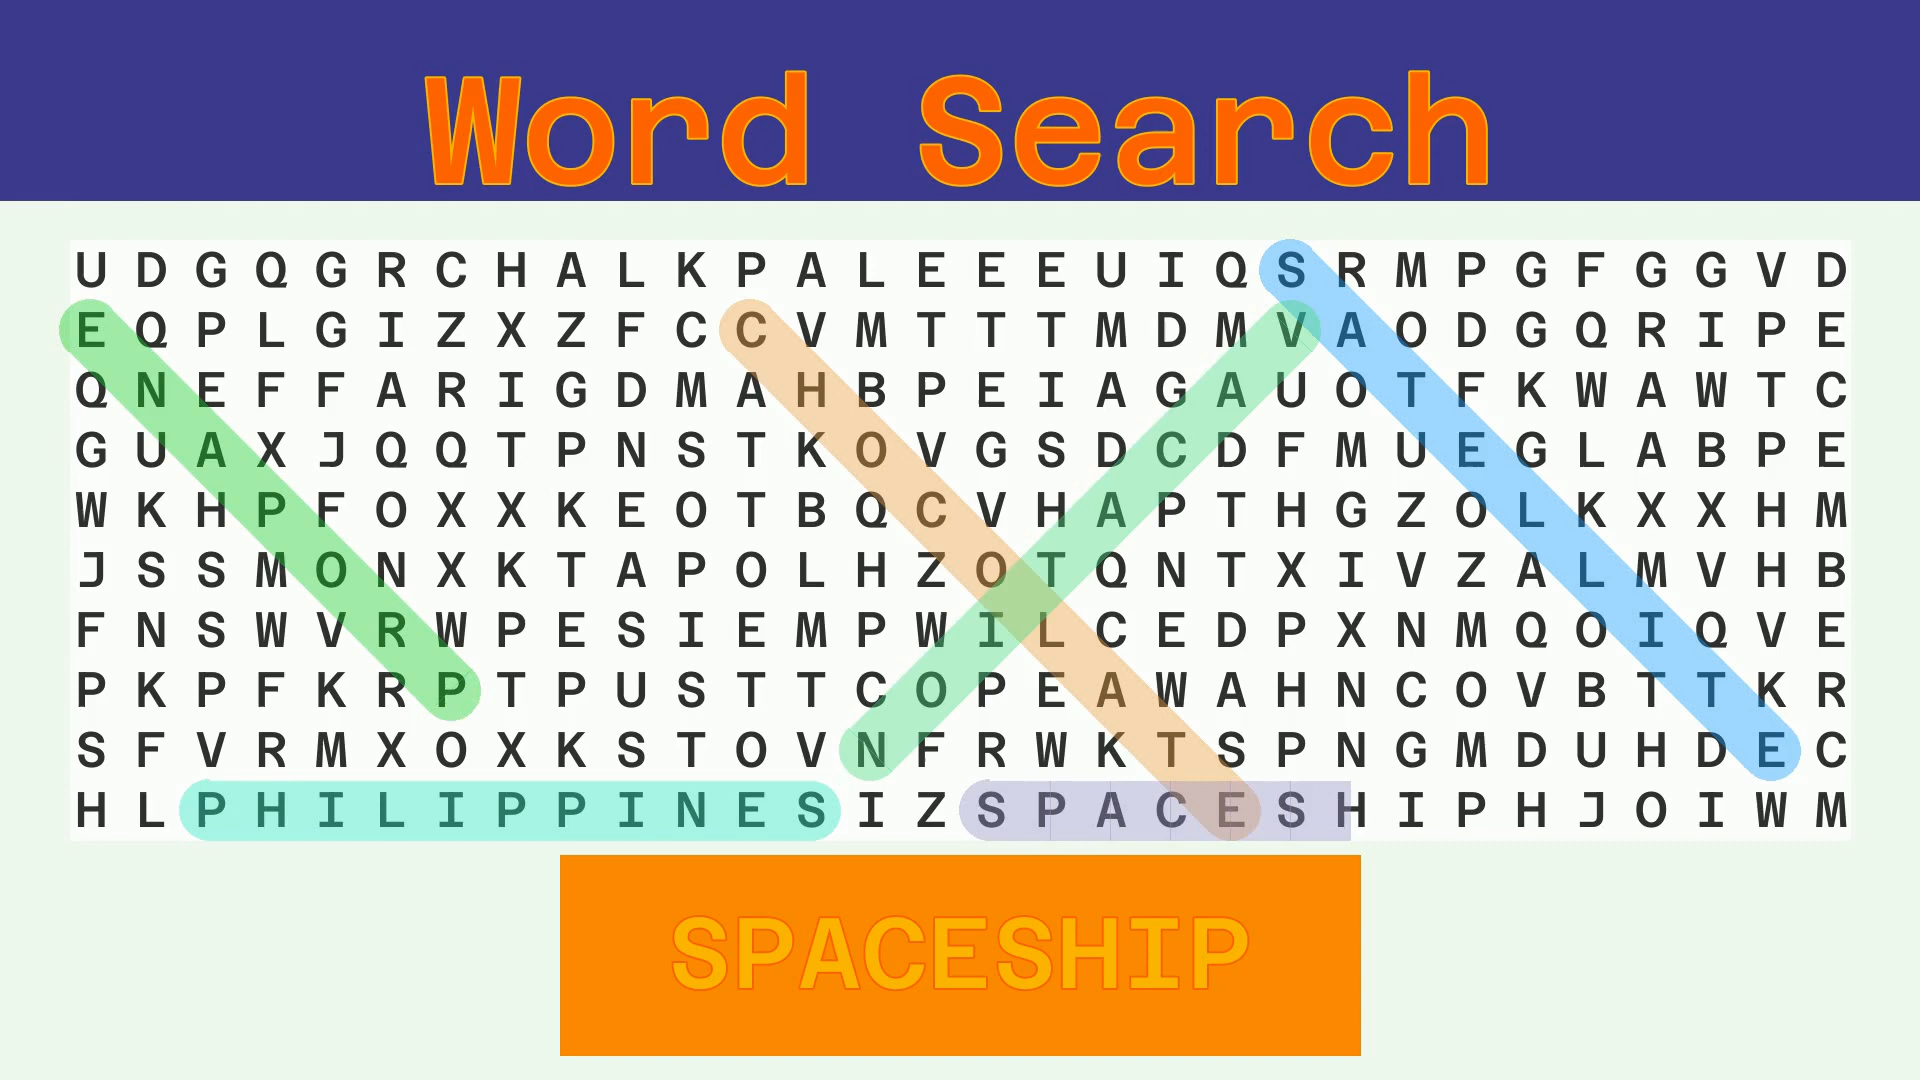 Word Search
U D G Q G R C H A L K P A L E E E U I Q S R M P G F G G V D
E Q P L G I Z X Z F C C V M T T T M D M V A O D G Q R I P E
Q N E F F A R I G D M A H B P E I A G A U O T F K W A W T C
G U A X J Q Q T P N S T K O V G S D C D F M U E G L A B P E
W K H P F O X X K E O T B Q C V H A P T H G Z O L K X X H M
J S S M O N X K T A P O L H Z O T Q N T X I V Z A L M V H B
F N S W V R W P E S I E M P W I L C E D P X N M Q O I Q V E
P K P F K R P T P U S T T C O P E A W A H N C O V B T T K R
S F V R M X O X K S T O V N F R W K T S P N G M D U H D E C
H L P H I L I P P I N E S I Z S P A C E S H I P H J O I W M
SPACESHIP